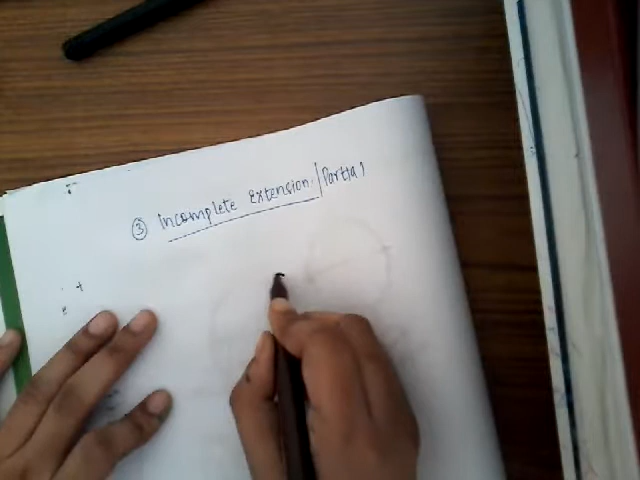 ③ Incomplete Extension / Partial